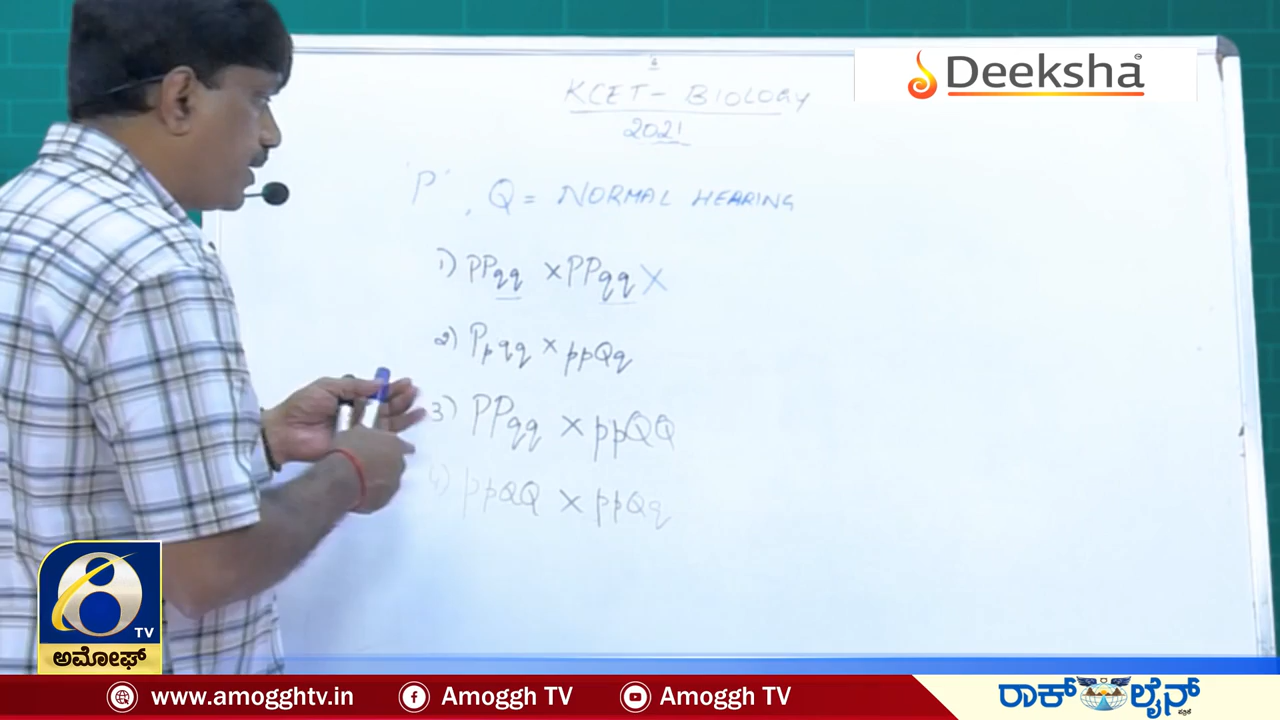 Deeksha
KCET - BIOLOGY
2021
"P", Q = NORMAL HEARING
1) PPqq × PPqq ×
2) Ppqq × ppQq
3) PPqq × ppQQ
4) ppQQ × ppQq
TV
ಅಮೋಘ್
www.amogghtv.in
Amoggh TV
Amoggh TV
ರಾಕ್ ಲೈನ್